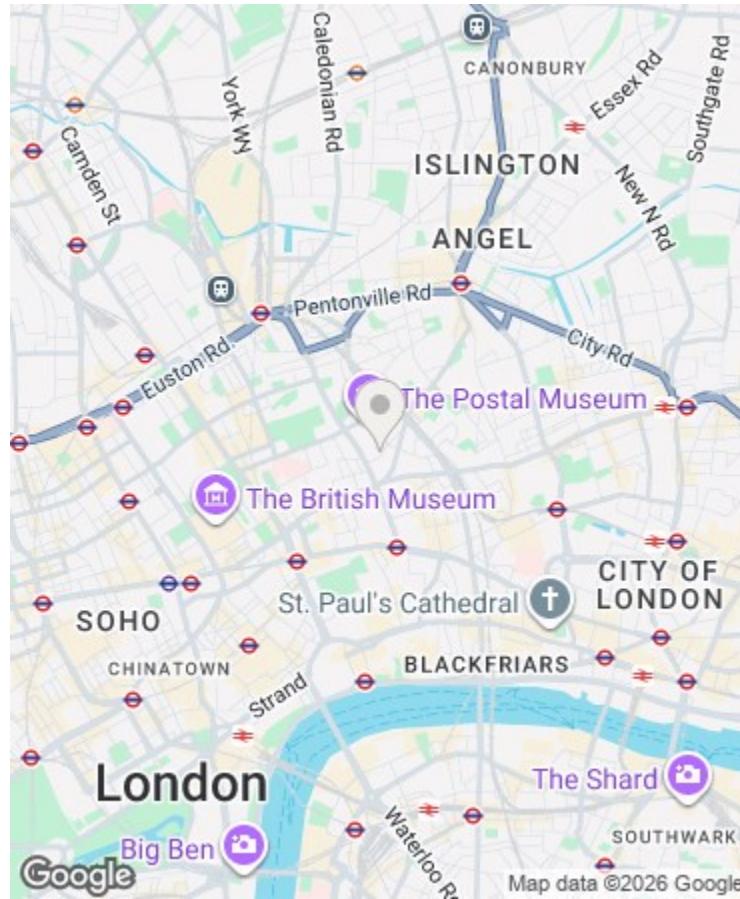 Caledonian Rd
CANONBURY
York Wy
Essex Rd
Southgate Rd
Camden St
ISLINGTON
New N Rd
ANGEL
Pentonville Rd
City Rd
Euston Rd
The Postal Museum
The British Museum
CITY OF
LONDON
St. Paul's Cathedral
SOHO
BLACKFRIARS
CHINATOWN
Strand
London
The Shard
Big Ben
Waterloo R
SOUTHWARK
Google
Map data ©2026 Google